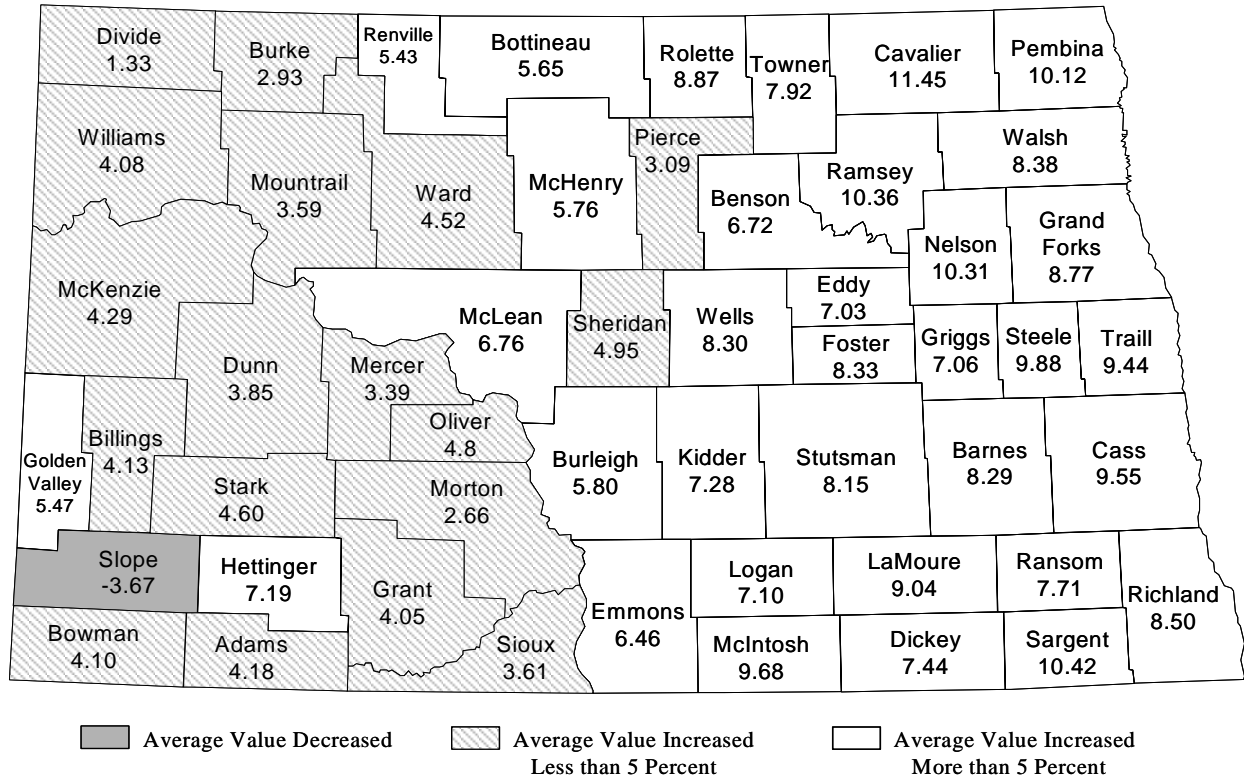 Divide
1.33
Burke
2.93
Renville
5.43
Bottineau
5.65
Rolette
8.87
Towner
7.92
Cavalier
11.45
Pembina
10.12
Williams
4.08
Mountrail
3.59
Ward
4.52
McHenry
5.76
Pierce
3.09
Benson
6.72
Ramsey
10.36
Walsh
8.38
Nelson
10.31
Grand
Forks
8.77
McKenzie
4.29
Dunn
3.85
Mercer
3.39
Oliver
4.8
McLean
6.76
Sheridan
4.95
Wells
8.30
Eddy
7.03
Foster
8.33
Griggs
7.06
Steele
9.88
Traill
9.44
Golden
Valley
5.47
Billings
4.13
Stark
4.60
Morton
2.66
Burleigh
5.80
Kidder
7.28
Stutsman
8.15
Barnes
8.29
Cass
9.55
Slope
-3.67
Hettinger
7.19
Grant
4.05
Sioux
3.61
Bowman
4.10
Adams
4.18
Emmons
6.46
Logan
7.10
McIntosh
9.68
LaMoure
9.04
Dickey
7.44
Ransom
7.71
Sargent
10.42
Richland
8.50
Average Value Decreased
Average Value Increased
Less than 5 Percent
Average Value Increased
More than 5 Percent